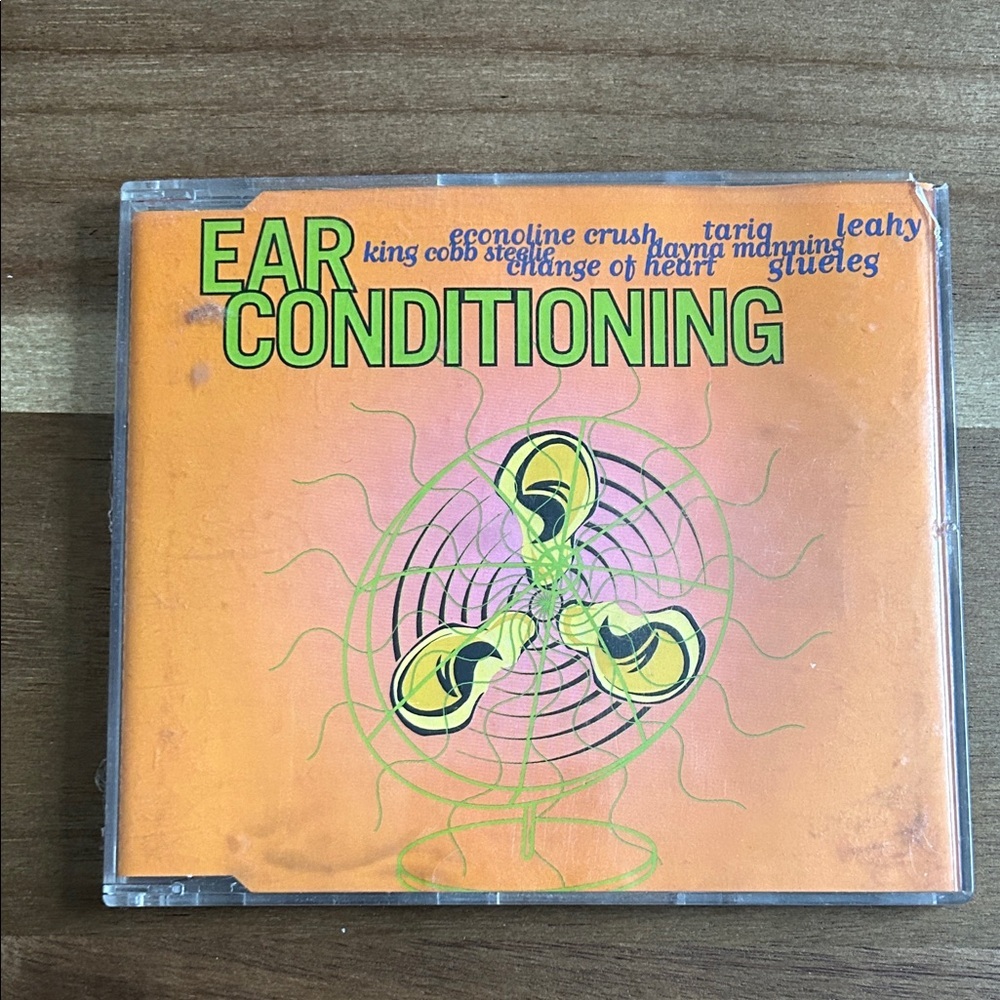 EAR
CONDITIONING
econoline crush tariq leahy
king cobb steelie dayna manning
change of heart glueleg